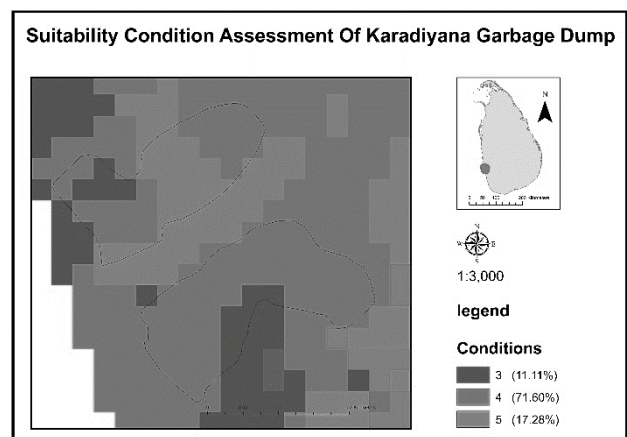 Suitability Condition Assessment Of Karadiyana Garbage Dump
N
N
S
1:3,000
legend
Conditions
3 (11.11%)
4 (71.60%)
5 (17.28%)